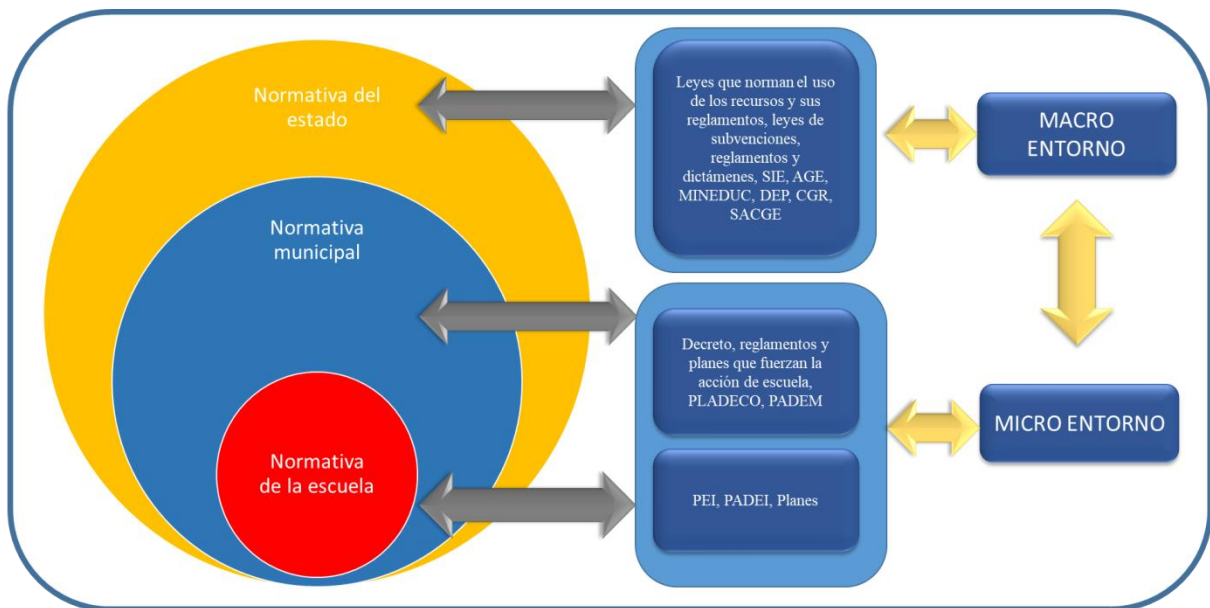 Normativa del
estado
Normativa
municipal
Normativa
de la escuela
Leyes que norman el uso
de los recursos y sus
reglamentos, leyes de
subvenciones,
reglamentos y
dictámenes, SIE, AGE,
MINEDUC, DEP, CGR,
SACGE
Decreto, reglamentos y
planes que fuerzan la
acción de escuela,
PLADECO, PADEM
PEI, PADEI, Planes
MACRO
ENTORNO
MICRO ENTORNO